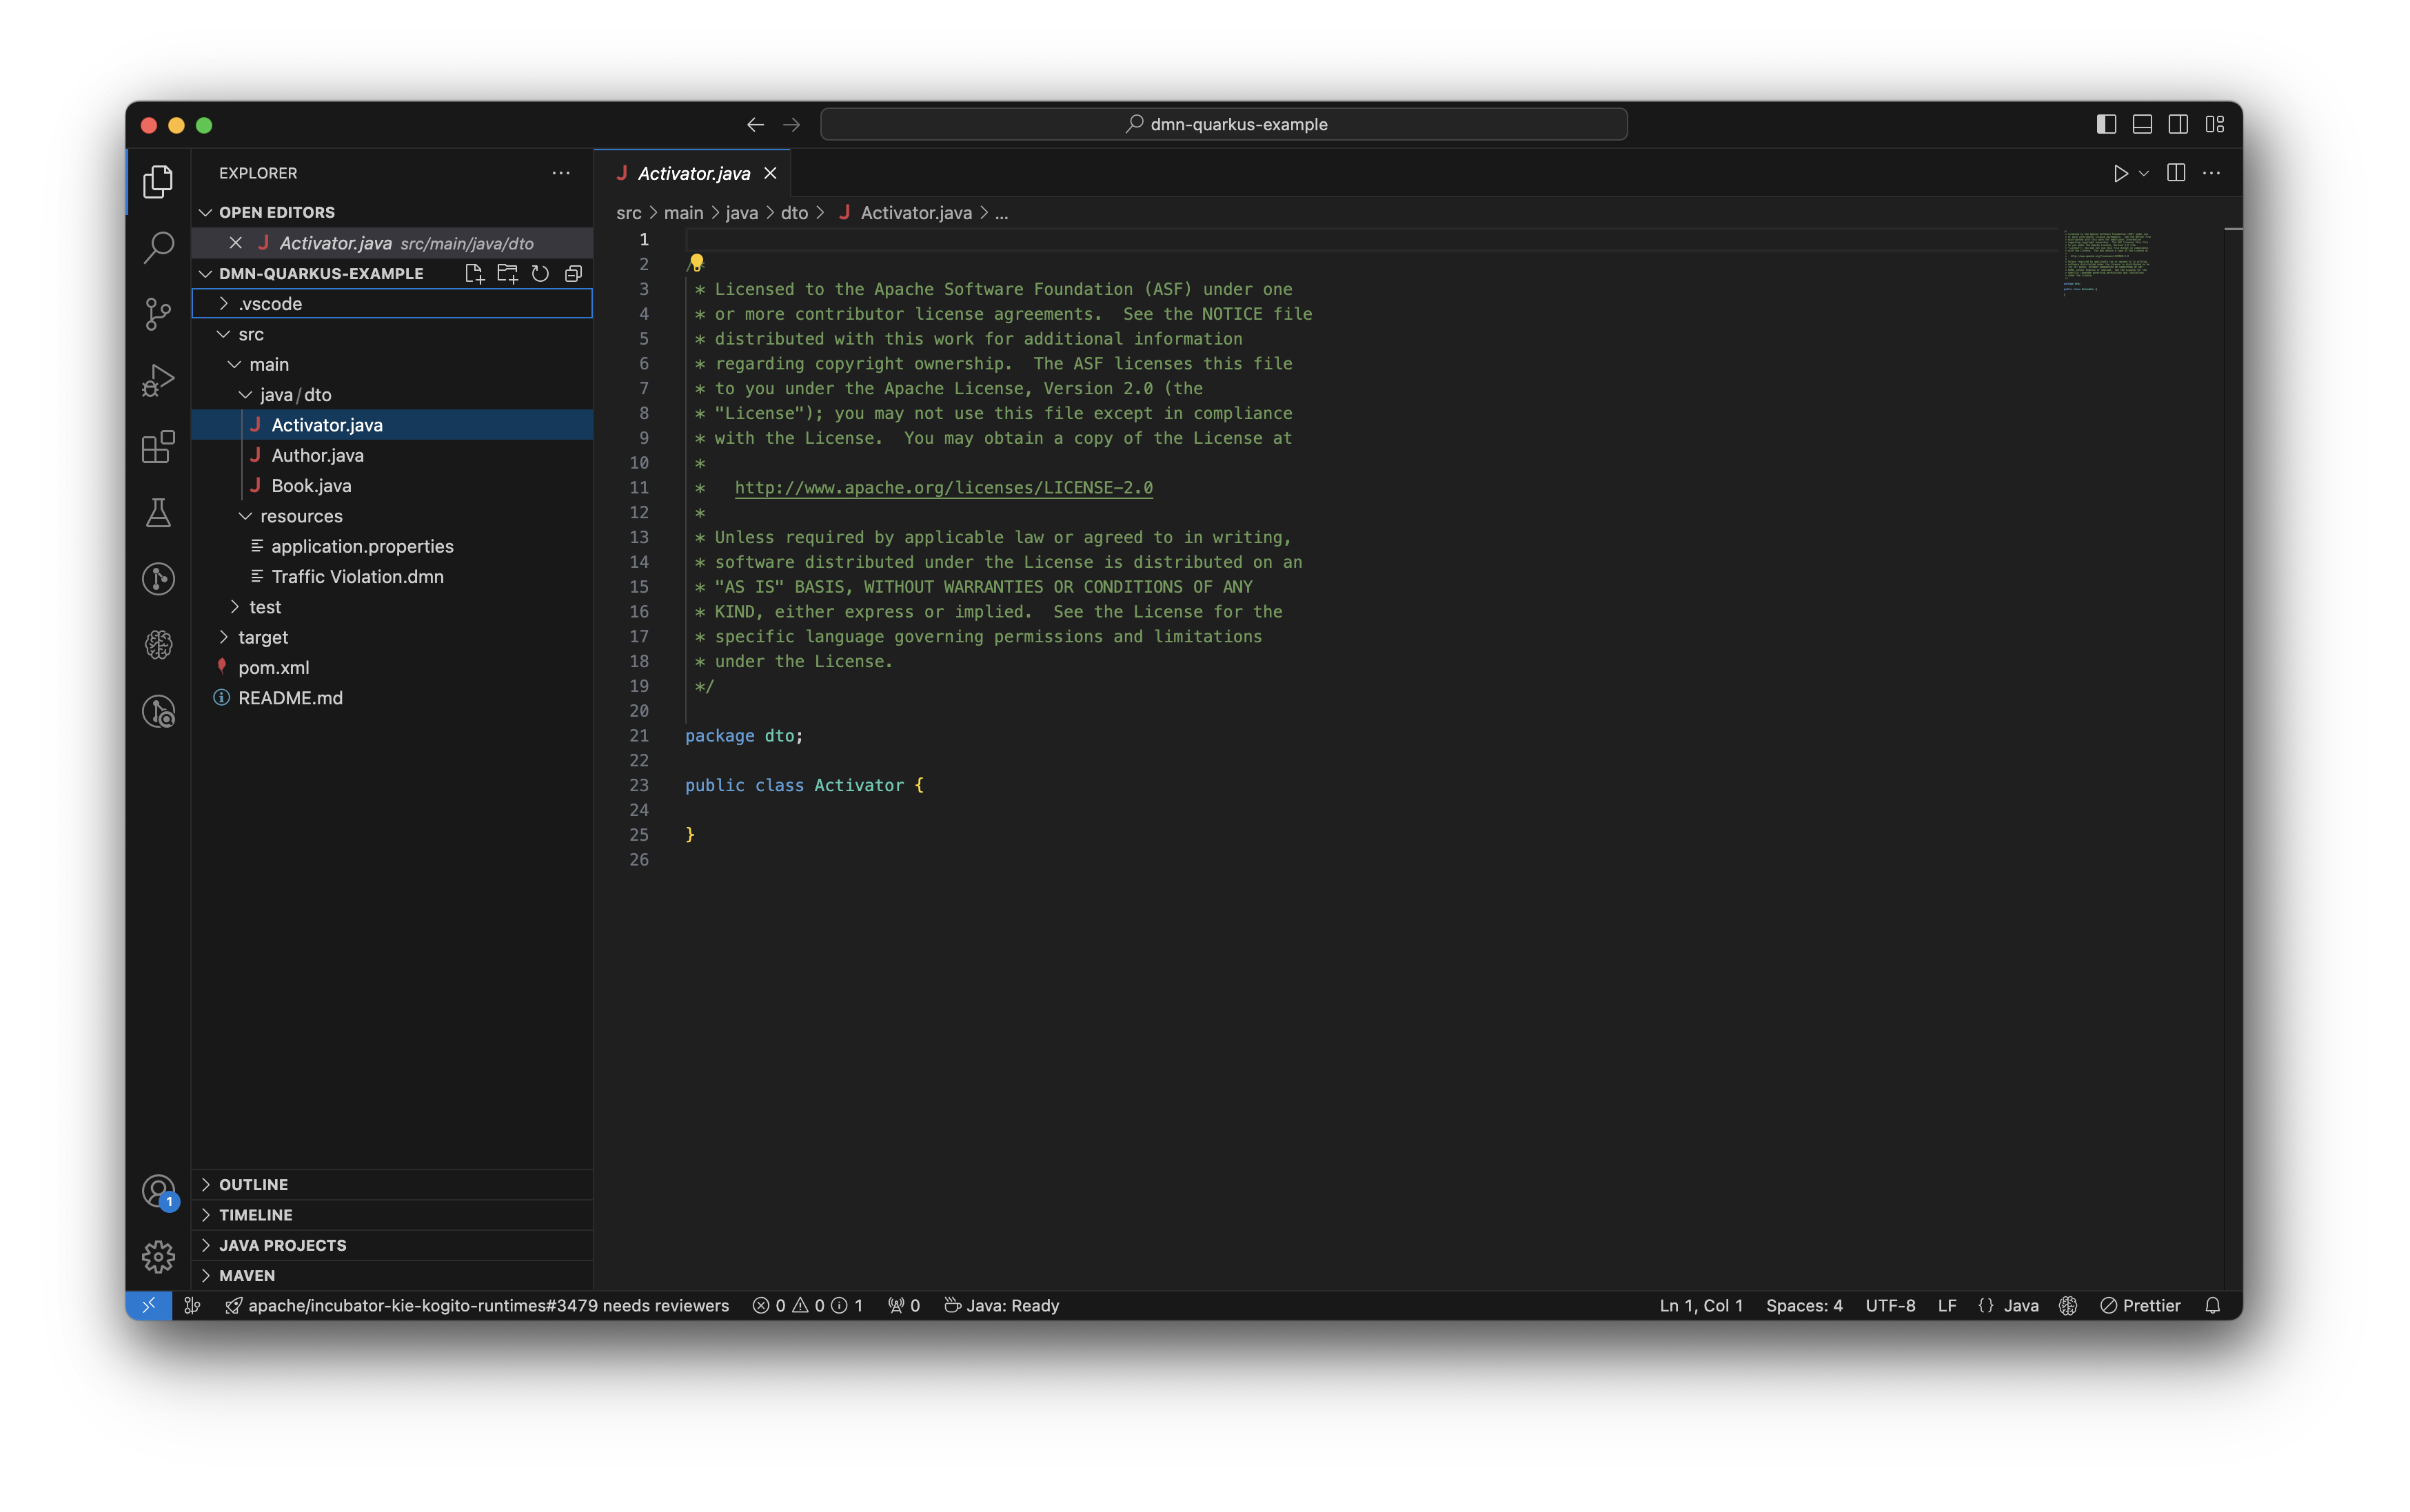 dmn-quarkus-example
EXPLORER
OPEN EDITORS
Activator.java src/main/java/dto
DMN-QUARKUS-EXAMPLE
.vscode
src
main
java/dto
Activator.java
Author.java
Book.java
resources
application.properties
Traffic Violation.dmn
test
target
pom.xml
README.md
OUTLINE
TIMELINE
JAVA PROJECTS
MAVEN
1
Activator.java
src > main > java > dto > Activator.java > ...
1
2
3 * Licensed to the Apache Software Foundation (ASF) under one
4 * or more contributor license agreements.  See the NOTICE file
5 * distributed with this work for additional information
6 * regarding copyright ownership.  The ASF licenses this file
7 * to you under the Apache License, Version 2.0 (the
8 * "License"); you may not use this file except in compliance
9 * with the License.  You may obtain a copy of the License at
10 *
11 *   http://www.apache.org/licenses/LICENSE-2.0
12 *
13 * Unless required by applicable law or agreed to in writing,
14 * software distributed under the License is distributed on an
15 * "AS IS" BASIS, WITHOUT WARRANTIES OR CONDITIONS OF ANY
16 * KIND, either express or implied.  See the License for the
17 * specific language governing permissions and limitations
18 * under the License.
19 */
20
21 package dto;
22
23 public class Activator {
24
25 }
26
apache/incubator-kie-kogito-runtimes#3479 needs reviewers 0 0 1 0 Java: Ready Ln 1, Col 1 Spaces: 4 UTF-8 LF {} Java Prettier